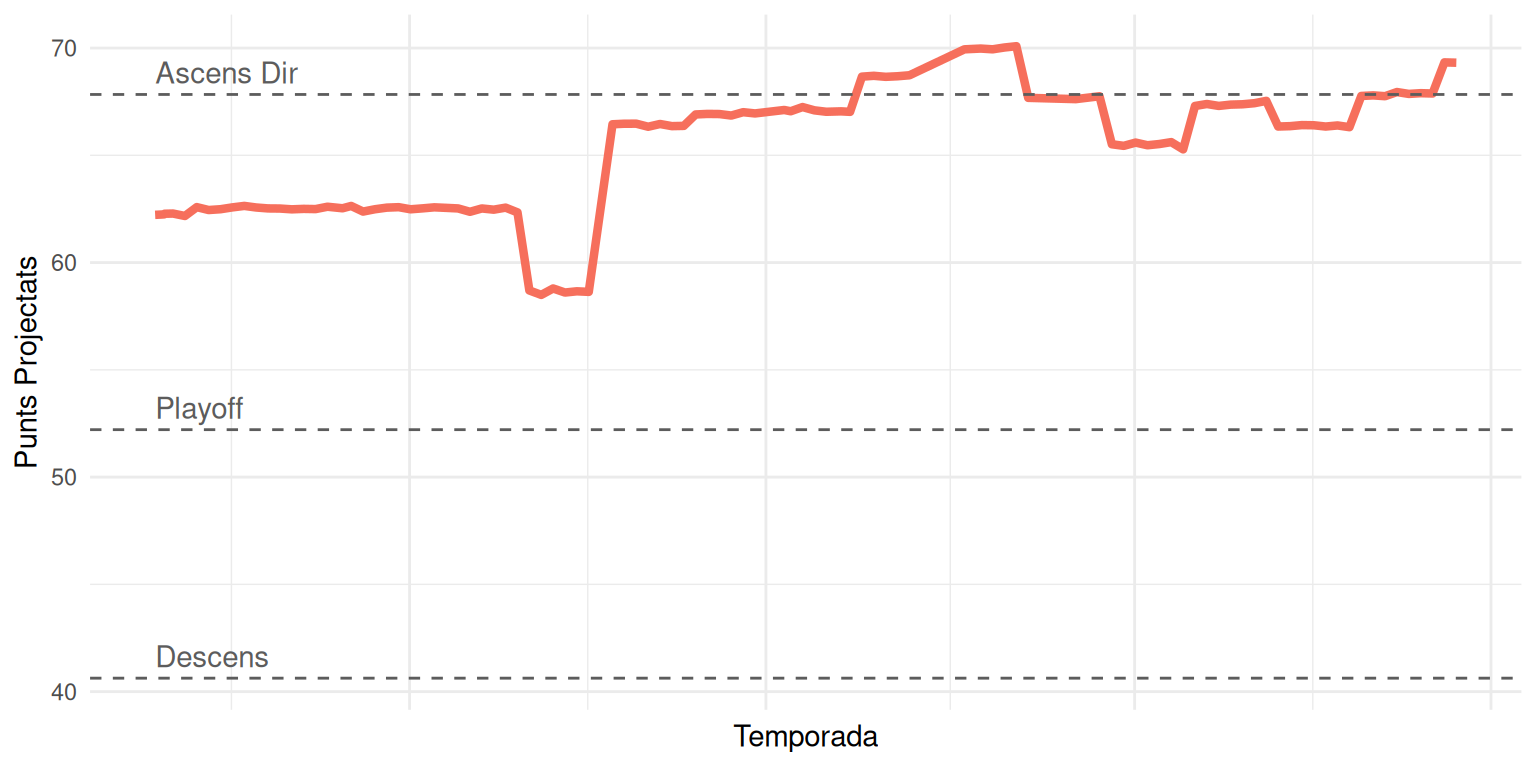 70
Ascens Dir
60
Playoff
50
Descens
40
Punts Projectats
Temporada